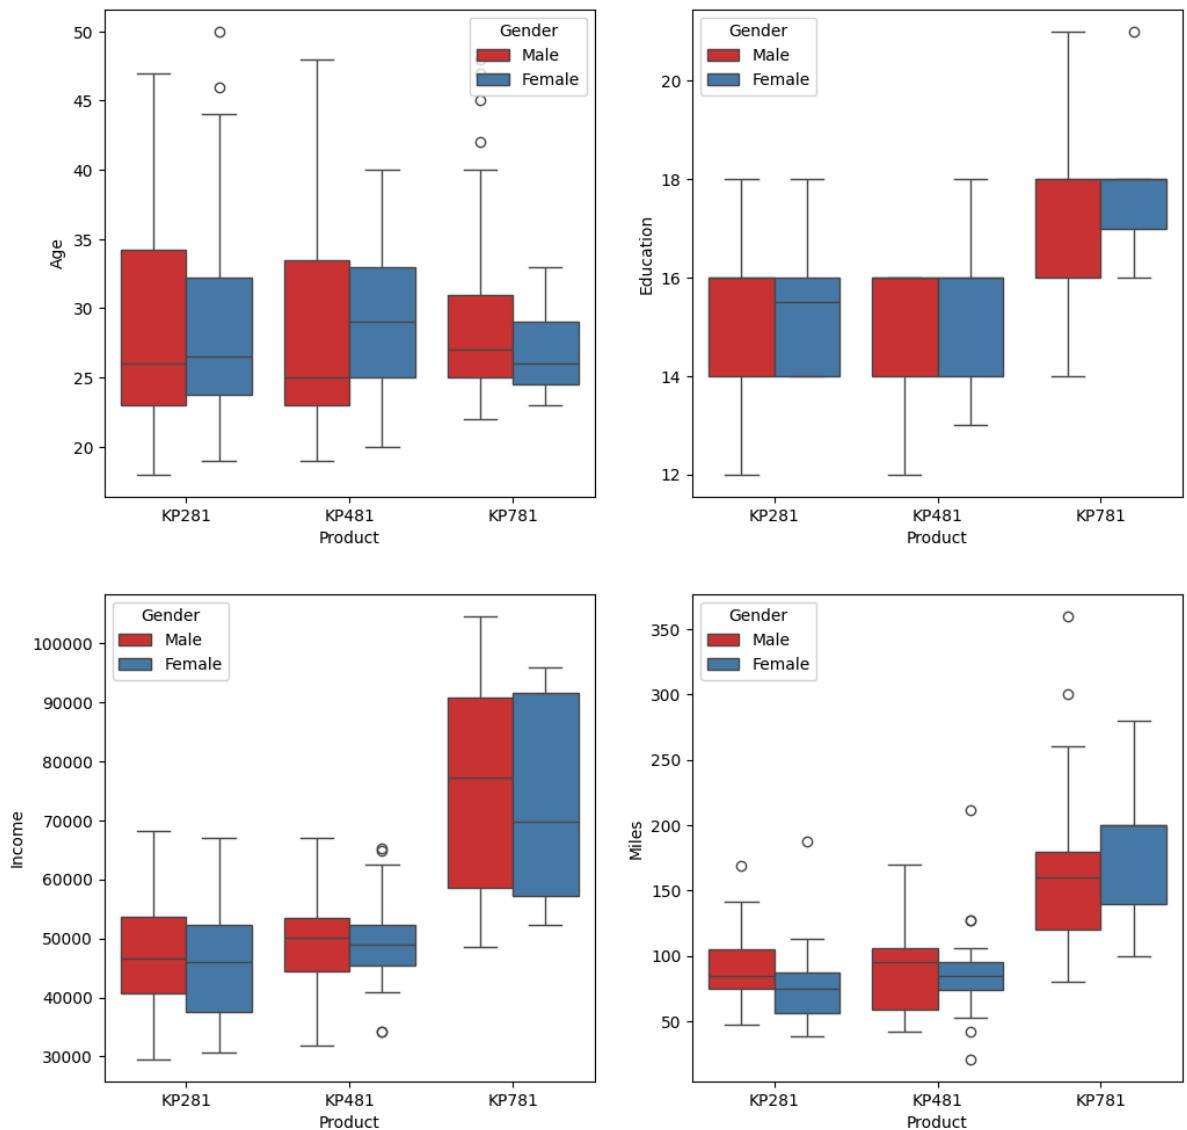 Gender
Male
Female
50
45
40
35
30
25
20
Age
KP281 KP481 KP781
Product
Gender
Male
Female
20
18
16
14
12
Education
KP281 KP481 KP781
Product
Gender
Male
Female
100000
90000
80000
70000
60000
50000
40000
30000
Income
KP281 KP481 KP781
Product
Gender
Male
Female
350
300
250
200
150
100
50
Miles
KP281 KP481 KP781
Product